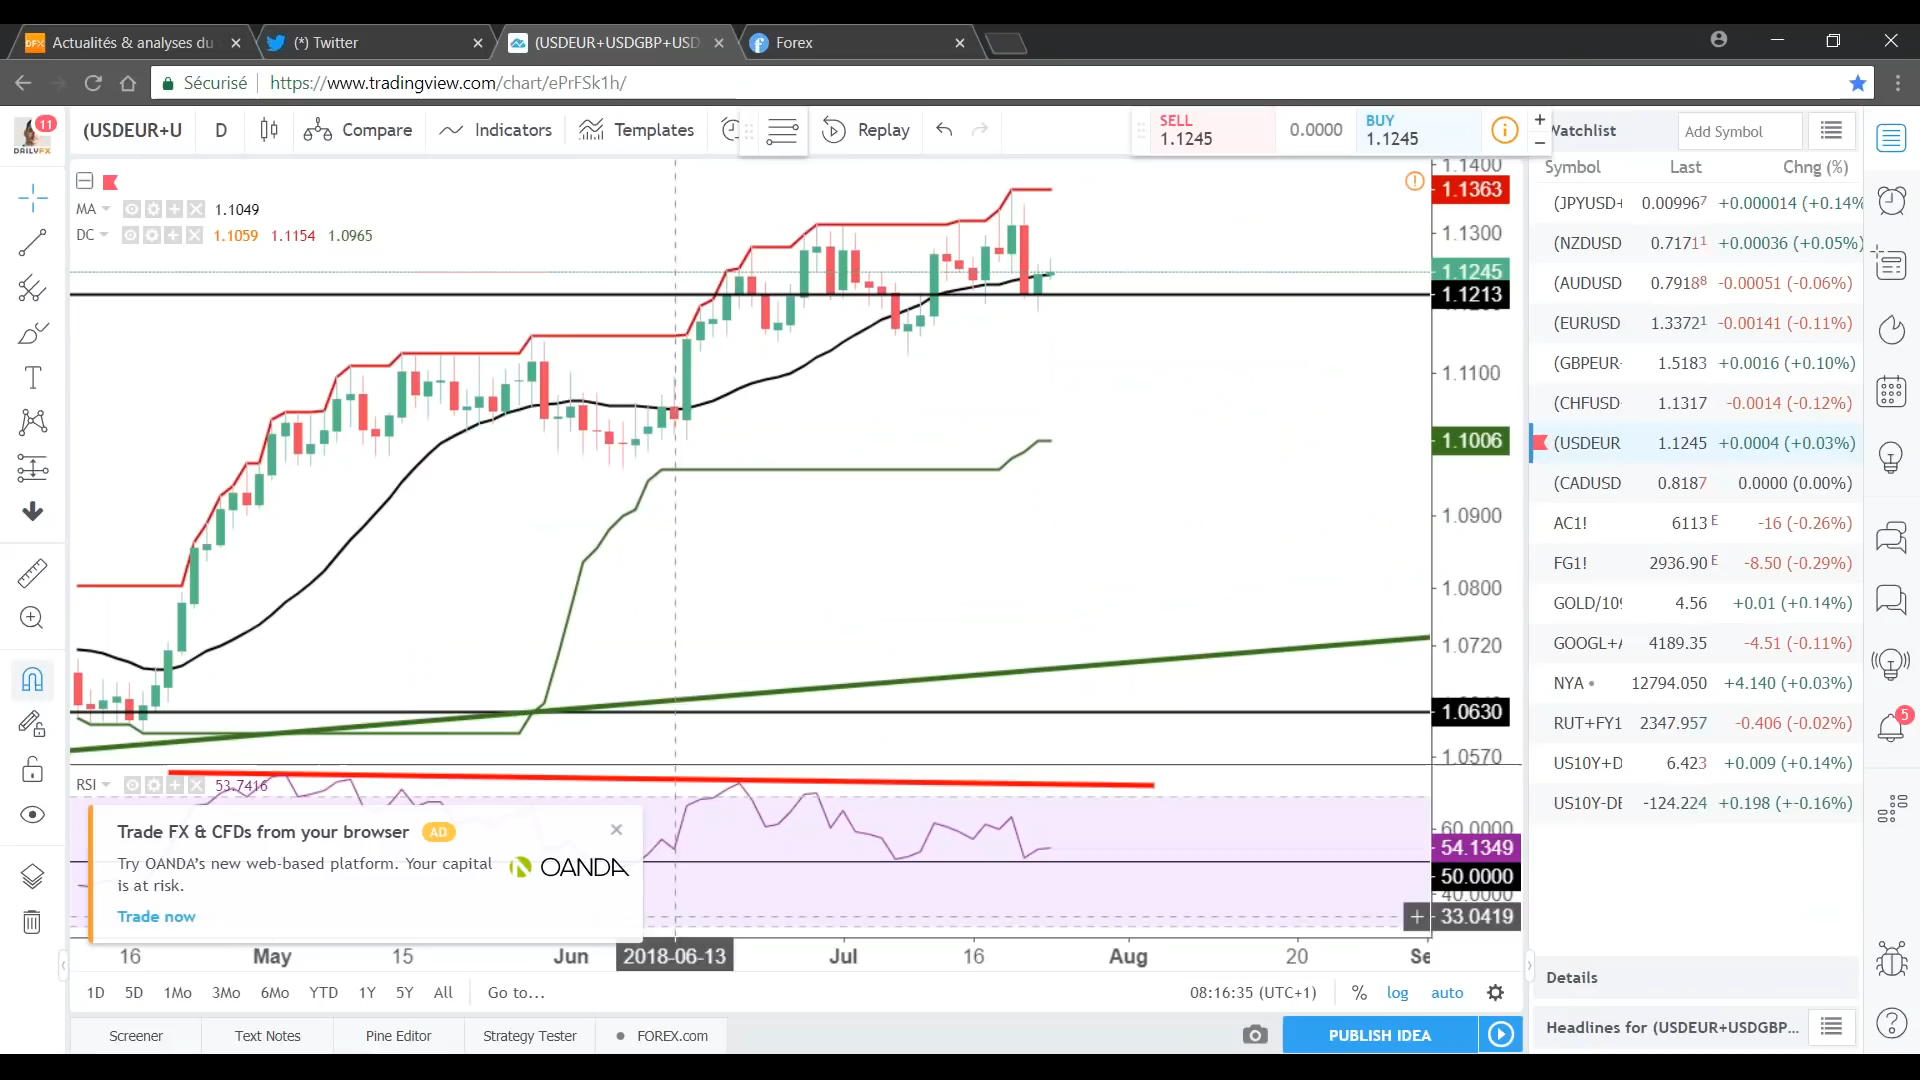 Actualités & analyses du
(*) Twitter
(USDEUR+USDGBP+USD
Forex
Sécurisé
https://www.tradingview.com/chart/ePrFSk1h/
11
DAILYFX
(USDEUR+U
D
Compare
Indicators
Templates
Replay
SELL
1.1245
0.0000
BUY
1.1245
Watchlist
Add Symbol
Symbol Last Chng (%)
MA 1.1049
DC 1.1059 1.1154 1.0965
1.1400
1.1363
1.1300
1.1245
1.1213
1.1100
1.1006
1.0900
1.0800
1.0720
1.0630
1.0570
(JPYUSD+ 0.009967 +0.000014 (+0.14%
(NZDUSD 0.71711 +0.00036 (+0.05%)
(AUDUSD 0.79188 -0.00051 (-0.06%)
(EURUSD 1.33721 -0.00141 (-0.11%)
(GBPEUR- 1.5183 +0.0016 (+0.10%)
(CHFUSD 1.1317 -0.0014 (-0.12%)
(USDEUR 1.1245 +0.0004 (+0.03%)
(CADUSD 0.8187 0.0000 (0.00%)
AC1! 6113 E -16 (-0.26%)
FG1! 2936.90 E -8.50 (-0.29%)
GOLD/10 4.56 +0.01 (+0.14%)
GOOGL+ 4189.35 -4.51 (-0.11%)
NYA 12794.050 +4.140 (+0.03%)
RUT+FY1 2347.957 -0.406 (-0.02%)
US10Y+D 6.423 +0.009 (+0.14%)
US10Y-DE -124.224 +0.198 (+-0.16%)
5
RSI 53.7416
60.0000
54.1349
50.0000
40.0000
33.0419
Trade FX & CFDs from your browser AD
Try OANDA's new web-based platform. Your capital
is at risk.
OANDA
Trade now
16 May 15 Jun 2018-06-13 Jul 16 Aug 20 Se
1D 5D 1Mo 3Mo 6Mo YTD 1Y 5Y All Go to...
08:16:35 (UTC+1) % log auto
Screener
Text Notes
Pine Editor
Strategy Tester
FOREX.com
PUBLISH IDEA
Details
Headlines for (USDEUR+USDGBP...